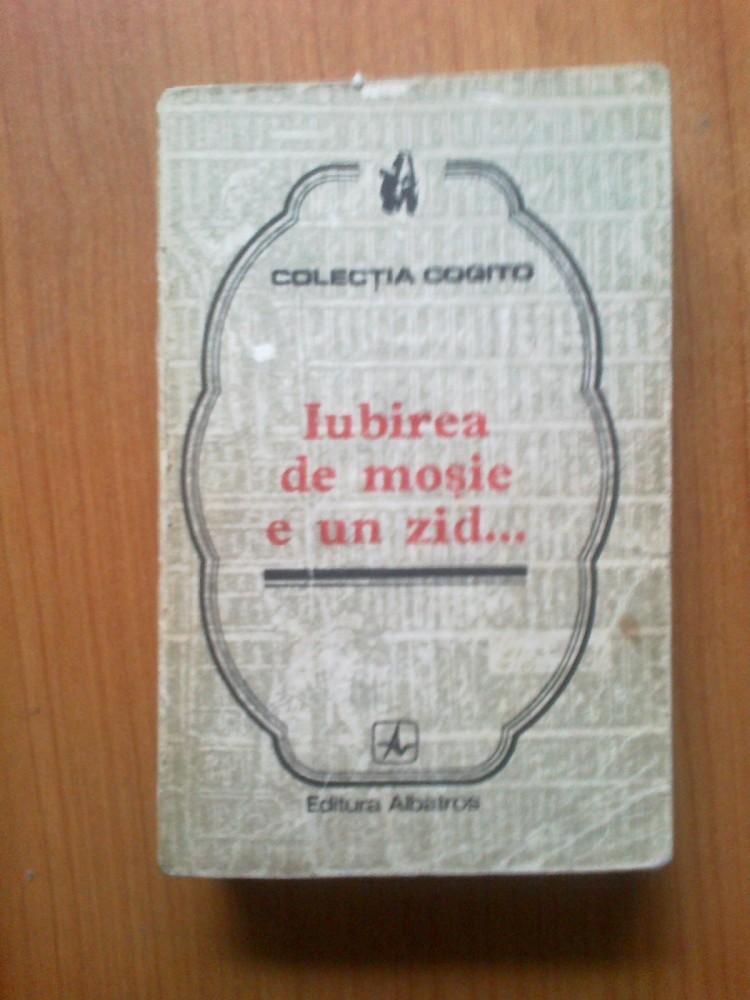 COLECȚIA COGITO
Iubirea
de moșie
e un zid...
Editura Albatros